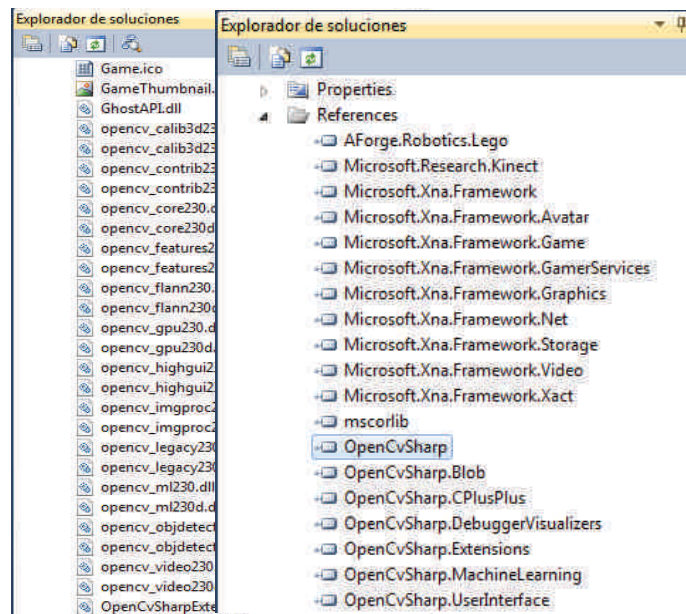 Explorador de soluciones
Game.ico
GameThumbnail.
GhostAPI.dll
opencv_calib3d23
opencv_calib3d23
opencv_contrib23
opencv_contrib23
opencv_core230.d
opencv_core230d
opencv_features2
opencv_features2
opencv_flann230.
opencv_flann230d
opencv_gpu230.d
opencv_gpu230d.
opencv_highgui2
opencv_highgui2
opencv_imgproc2
opencv_imgproc2
opencv_legacy230
opencv_legacy230
opencv_ml230.dll
opencv_ml230d.d
opencv_objdetect
opencv_objdetect
opencv_video230
opencv_video230
OpenCvSharpExte
Explorador de soluciones
Properties
References
AForge.Robotics.Lego
Microsoft.Research.Kinect
Microsoft.Xna.Framework
Microsoft.Xna.Framework.Avatar
Microsoft.Xna.Framework.Game
Microsoft.Xna.Framework.GamerServices
Microsoft.Xna.Framework.Graphics
Microsoft.Xna.Framework.Net
Microsoft.Xna.Framework.Storage
Microsoft.Xna.Framework.Video
Microsoft.Xna.Framework.Xact
mscorlib
OpenCvSharp
OpenCvSharp.Blob
OpenCvSharp.CPlusPlus
OpenCvSharp.DebuggerVisualizers
OpenCvSharp.Extensions
OpenCvSharp.MachineLearning
OpenCvSharp.UserInterface